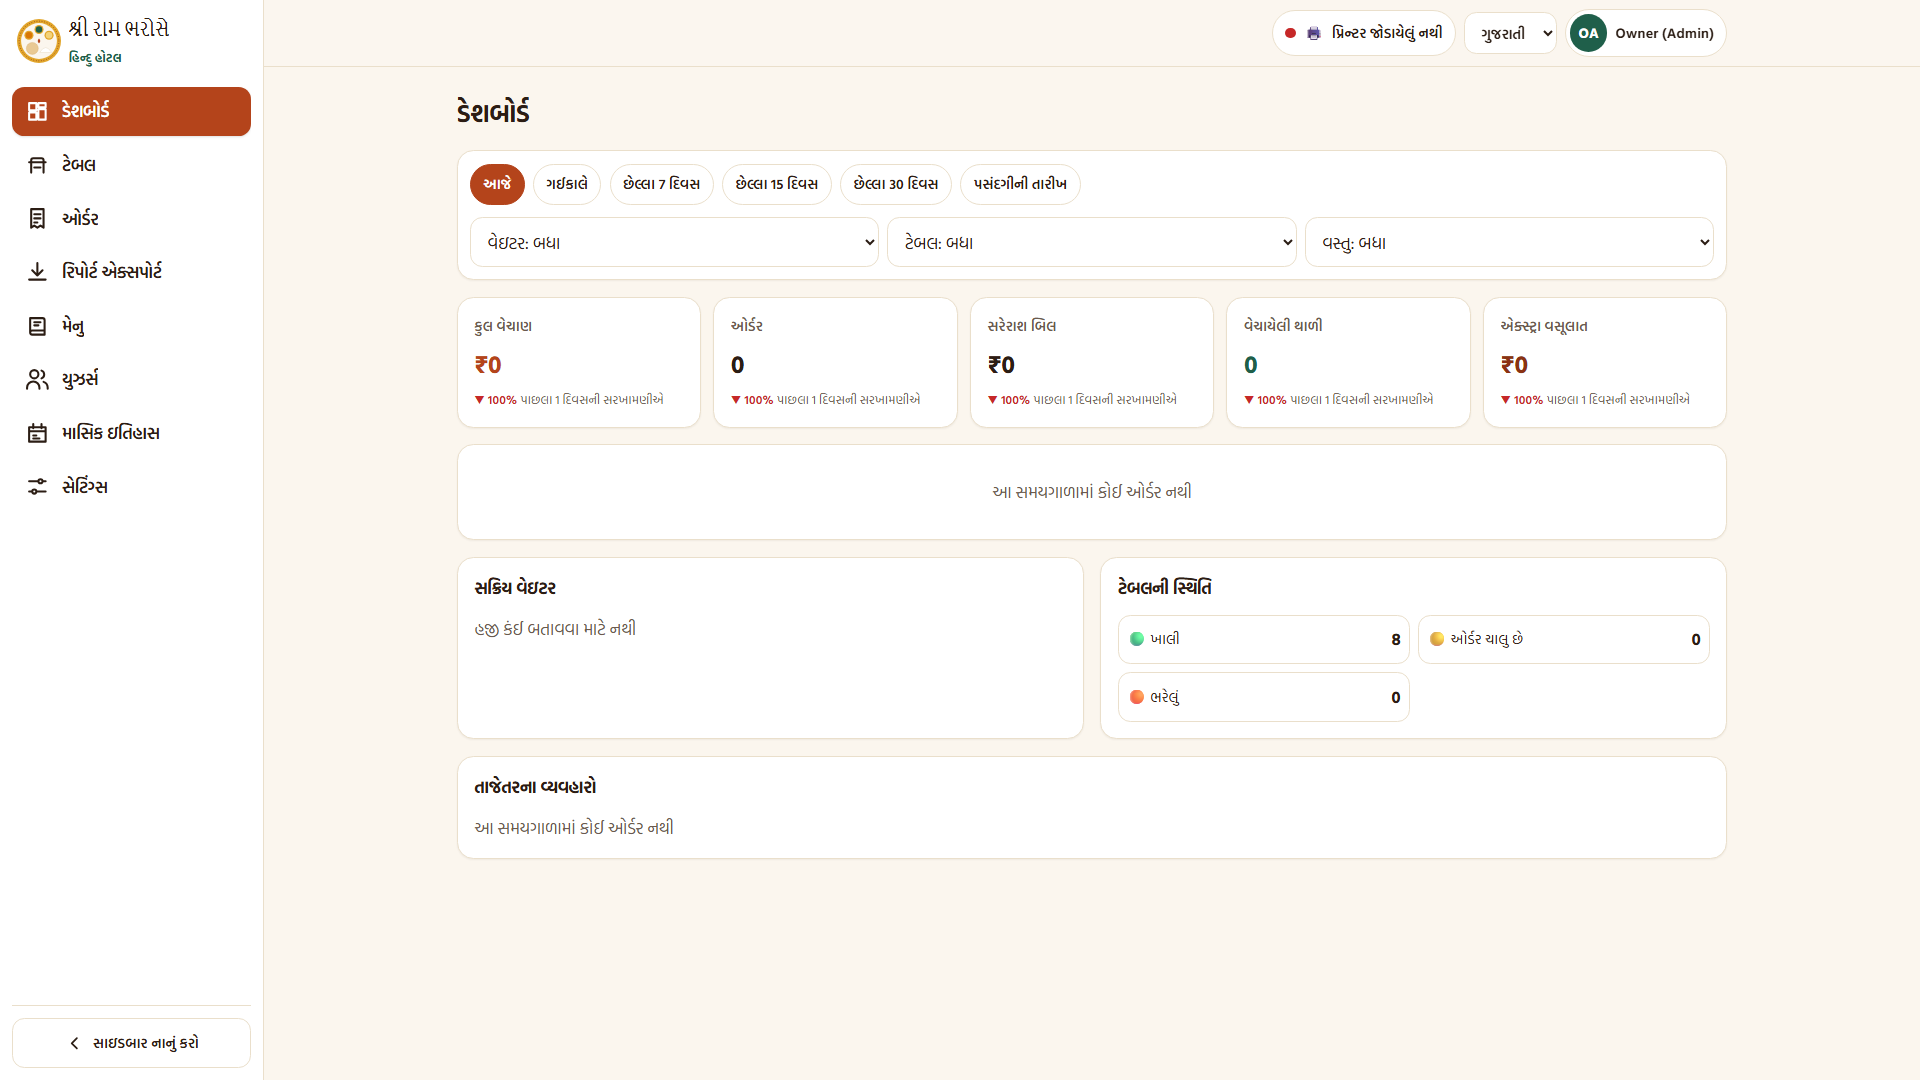 શ્રી રામ ભરોસે
હિન્દુ હોટલ
ડેશબોર્ડ
ટેબલ
ઓર્ડર
રિપોર્ટ એક્સપોર્ટ
મેનુ
યુઝર્સ
માસિક ઇતિહાસ
સેટિંગ્સ
સાઇડબાર નાનું કરો
પ્રિન્ટર જોડાયેલું નથી
ગુજરાતી
OA Owner (Admin)
ડેશબોર્ડ
આજે ગઈકાલે છેલ્લા 7 દિવસ છેલ્લા 15 દિવસ છેલ્લા 30 દિવસ પસંદગીની તારીખ
વેઇટર: બધા ટેબલ: બધા વસ્તુ: બધા
કુલ વેચાણ
₹0
▼ 100% પાછલા 1 દિવસની સરખામણીએ
ઓર્ડર
0
▼ 100% પાછલા 1 દિવસની સરખામણીએ
સરેરાશ બિલ
₹0
▼ 100% પાછલા 1 દિવસની સરખામણીએ
વેચાયેલી થાળી
0
▼ 100% પાછલા 1 દિવસની સરખામણીએ
એક્સ્ટ્રા વસૂલાત
₹0
▼ 100% પાછલા 1 દિવસની સરખામણીએ
આ સમયગાળામાં કોઈ ઓર્ડર નથી
સક્રિય વેઇટર
હજી કંઈ બતાવવા માટે નથી
ટેબલની સ્થિતિ
ખાલી 8
ઓર્ડર ચાલુ છે 0
ભરેલું 0
તાજેતરના વ્યવહારો
આ સમયગાળામાં કોઈ ઓર્ડર નથી